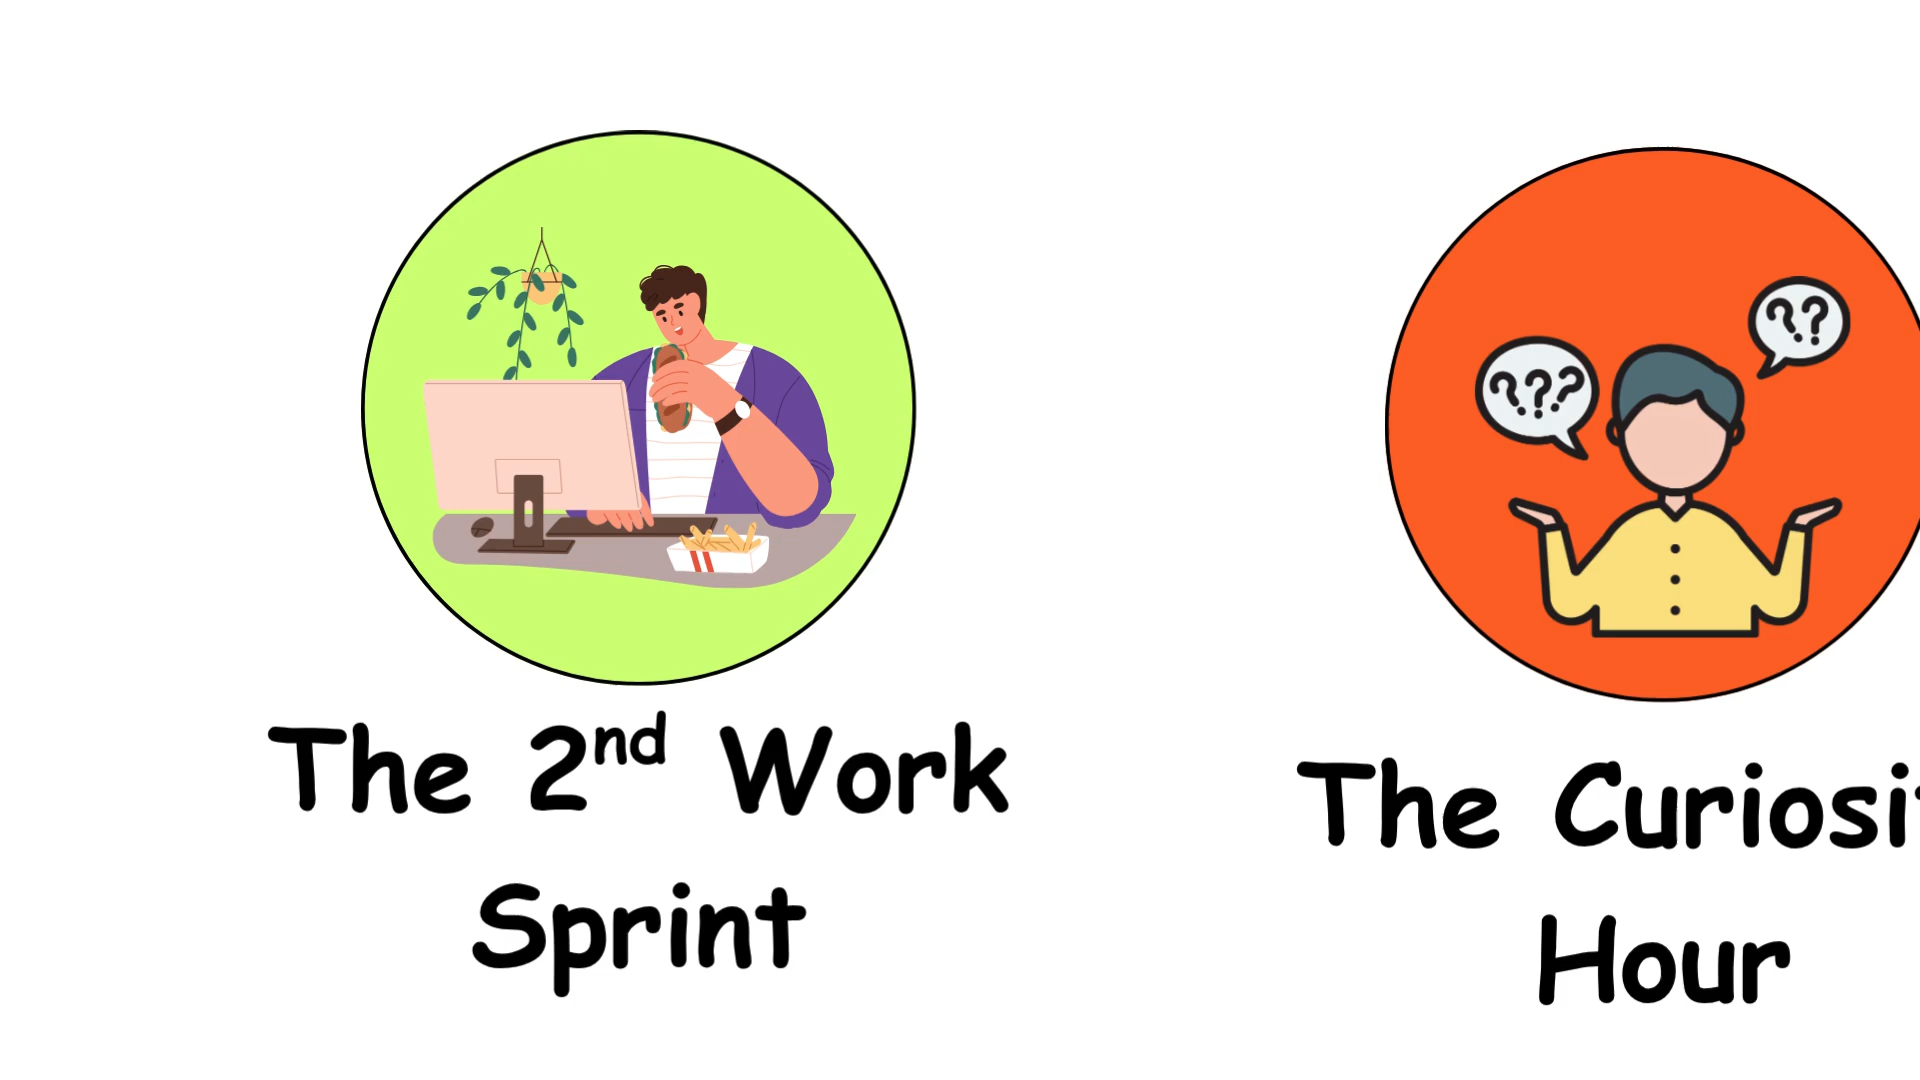 The 2nd Work
Sprint
??? ??
The Curiosi
Hour